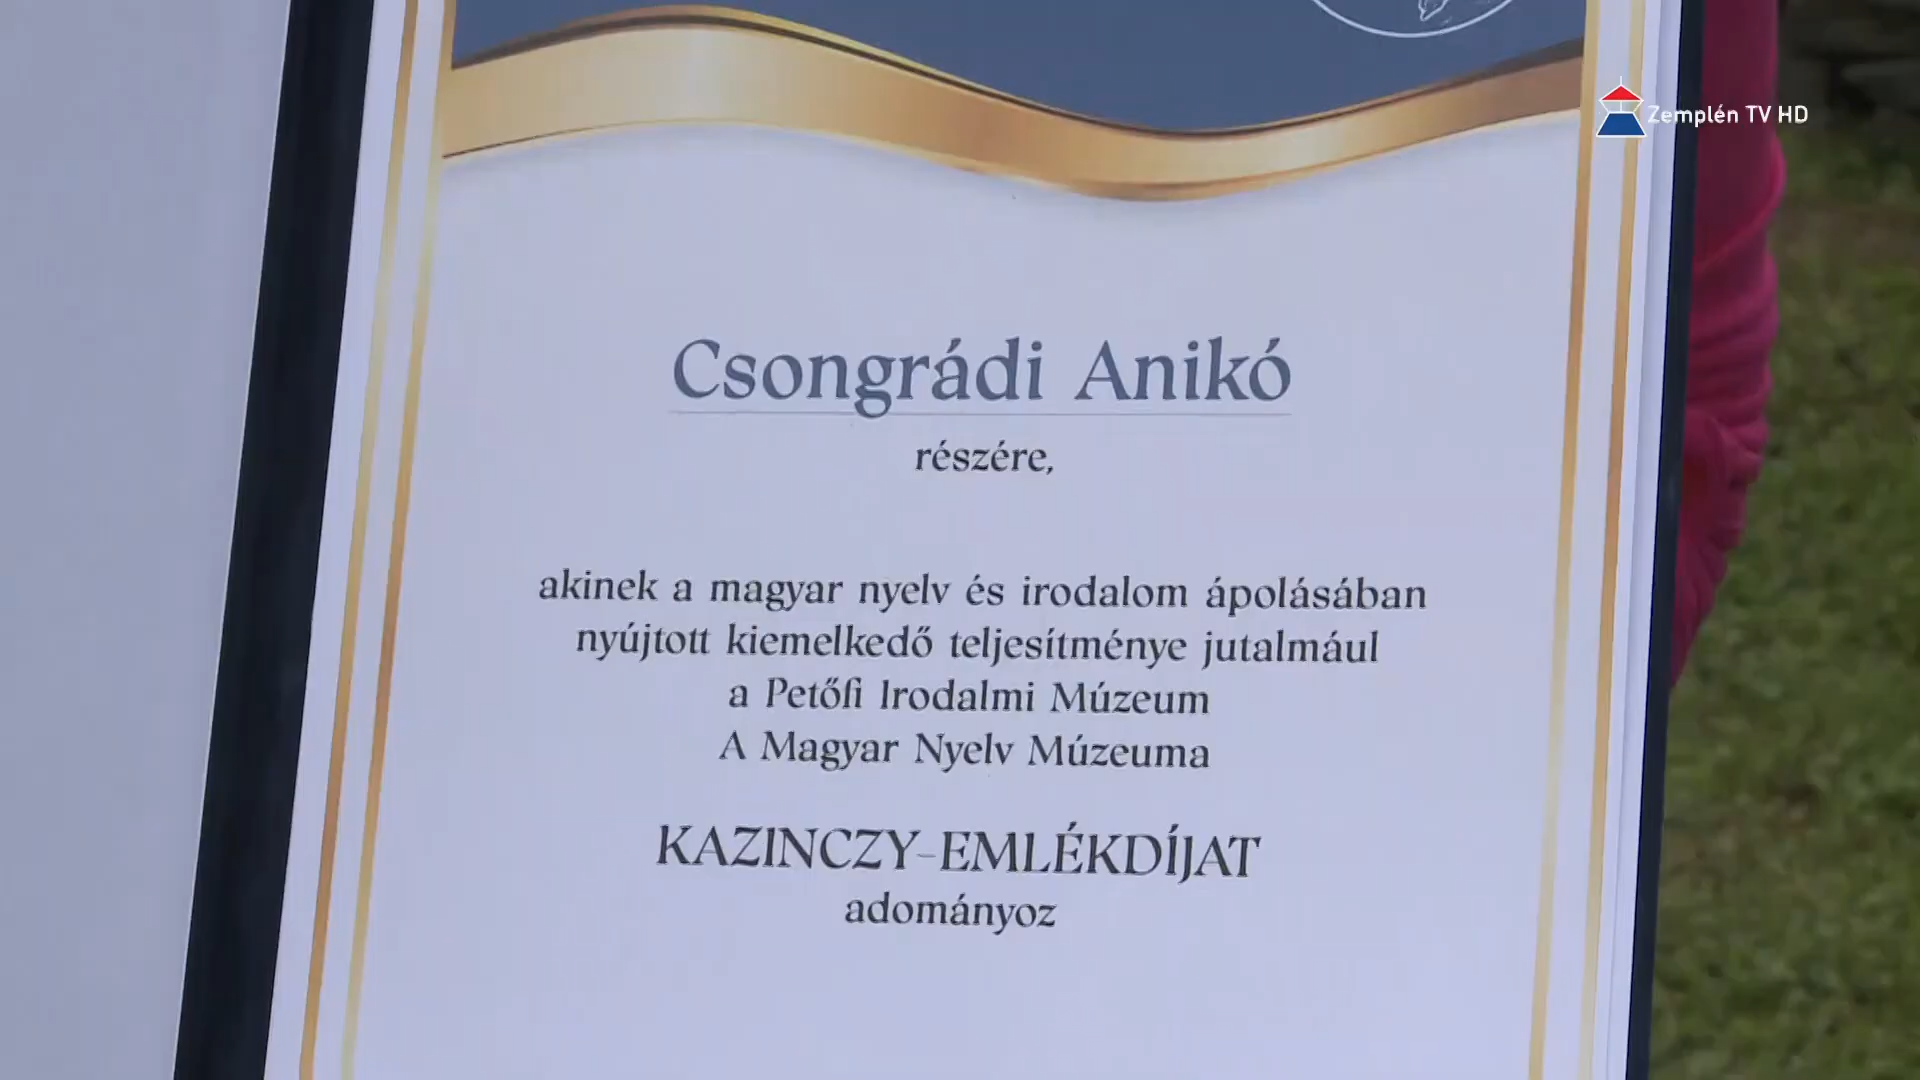 Zemplén TV HD
Csongrádi Anikó
részére,
akinek a magyar nyelv és irodalom ápolásában
nyújtott kiemelkedő teljesítménye jutalmául
a Petőfi Irodalmi Múzeum
A Magyar Nyelv Múzeuma
KAZINCZY-EMLÉKDÍJAT
adományoz